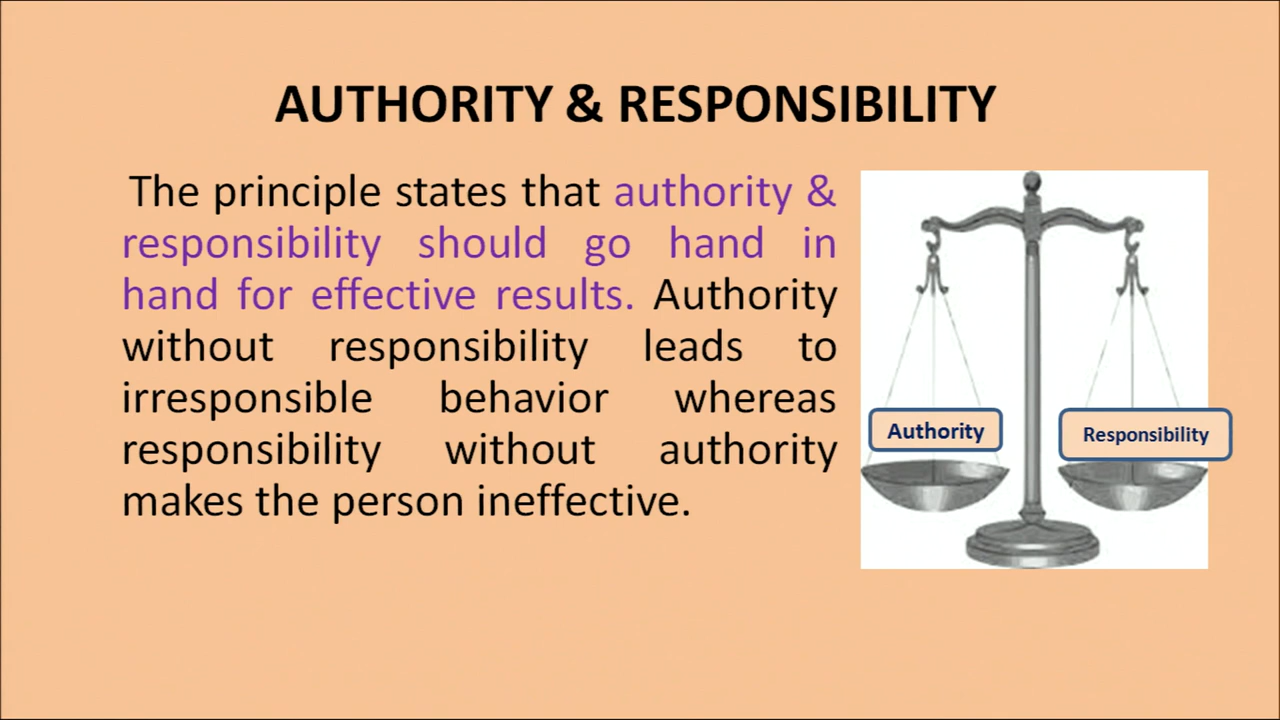 AUTHORITY & RESPONSIBILITY
The principle states that authority &
responsibility should go hand in
hand for effective results. Authority
without responsibility leads to
irresponsible behavior whereas
responsibility without authority
makes the person ineffective.
Authority
Responsibility